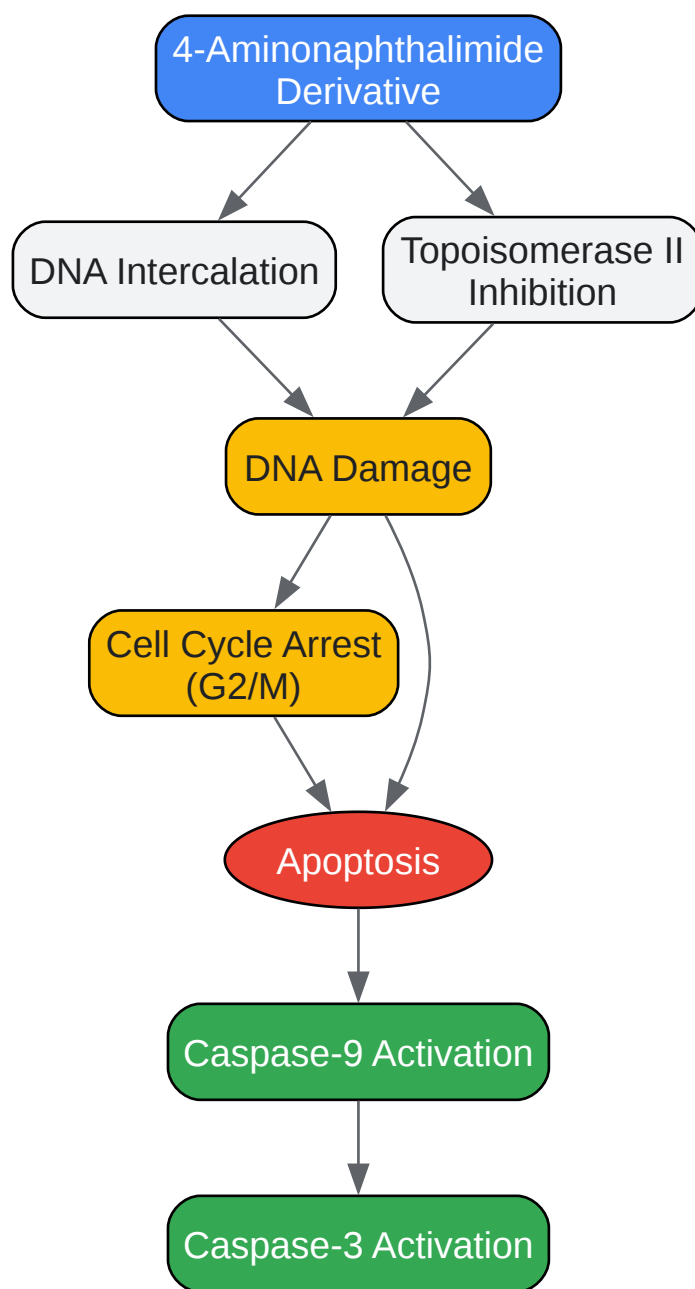 4-Aminonaphthalimide
Derivative
DNA Intercalation
Topoisomerase II
Inhibition
DNA Damage
Cell Cycle Arrest
(G2/M)
Apoptosis
Caspase-9 Activation
Caspase-3 Activation